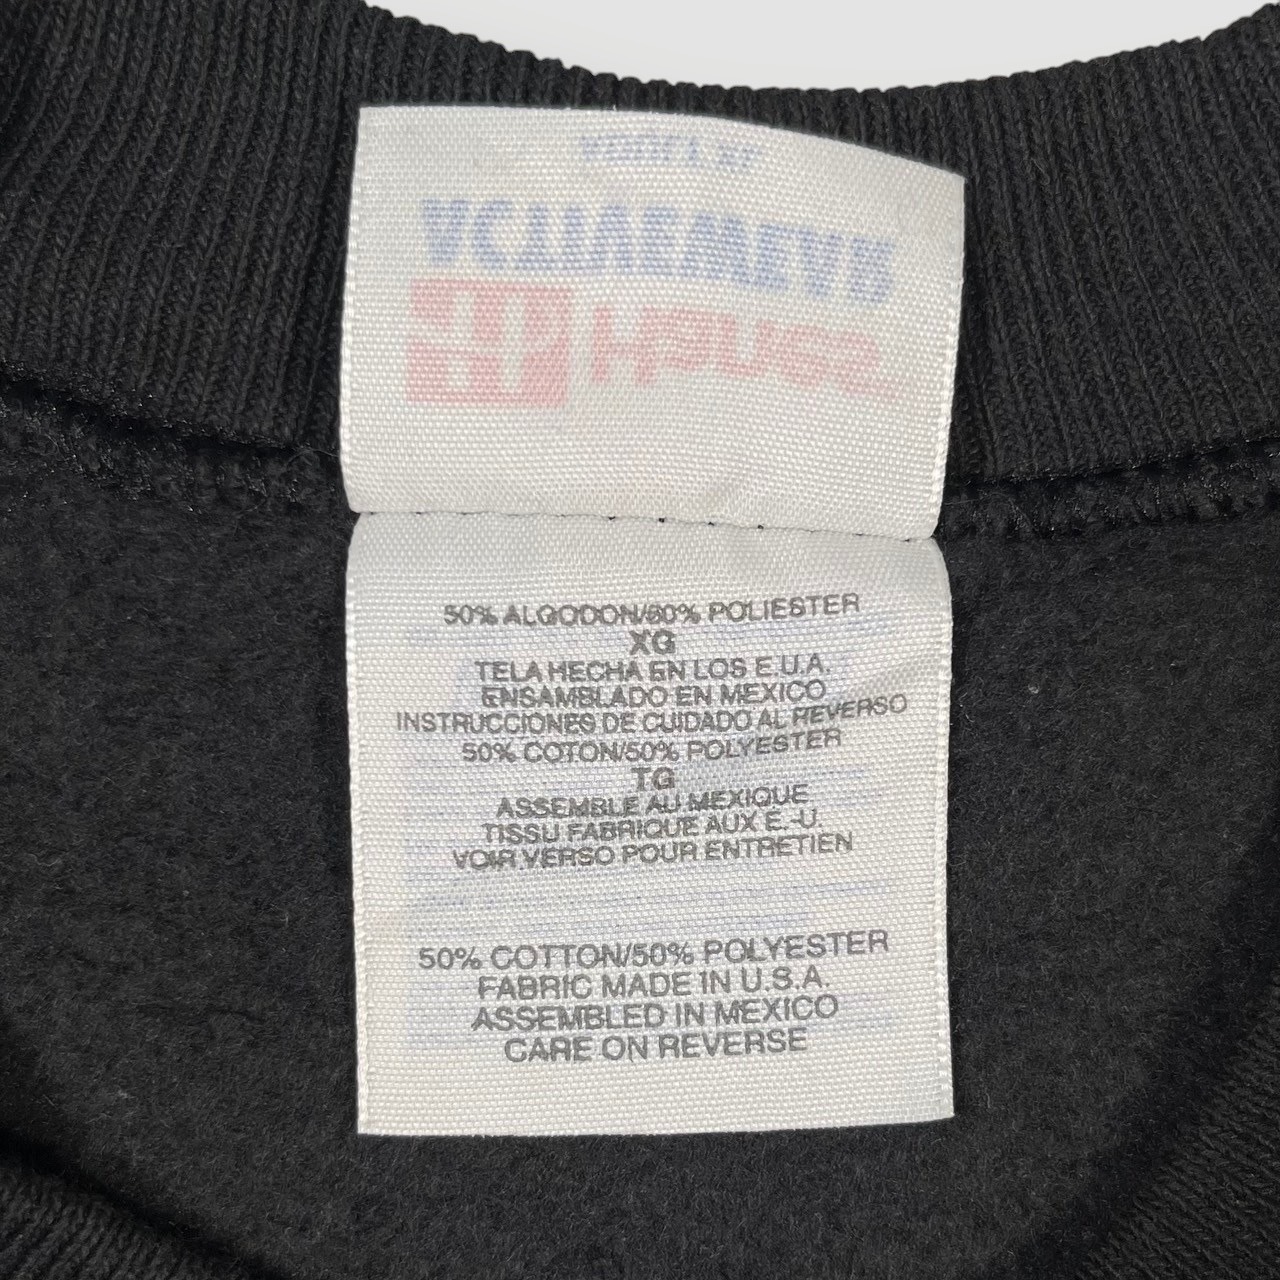 ACTIVEWEAR
50% ALGODON/50% POLIESTER
XG
TELA HECHA EN LOS E.U.A.
ENSAMBLADO EN MEXICO
INSTRUCCIONES DE CUIDADO AL REVERSO
50% COTON/50% POLYESTER
TG
ASSEMBLE AU MEXIQUE
TISSU FABRIQUE AUX E.-U.
VOIR VERSO POUR ENTRETIEN
50% COTTON/50% POLYESTER
FABRIC MADE IN U.S.A.
ASSEMBLED IN MEXICO
CARE ON REVERSE